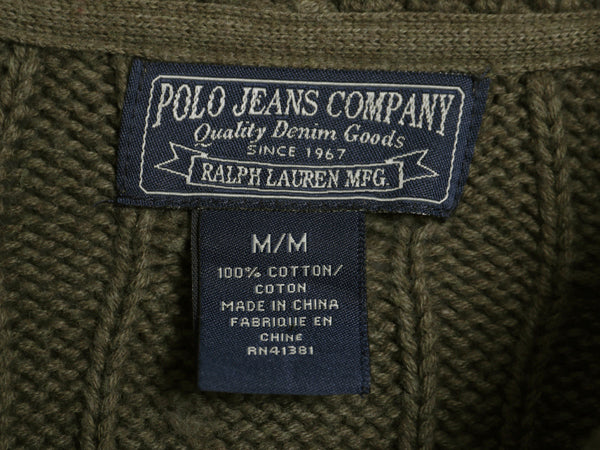 POLO JEANS COMPANY
Quality Denim Goods
SINCE 1967
RALPH LAUREN MFG.
M/M
100% COTTON/
COTON
MADE IN CHINA
FABRIQUE EN
CHINE
RN41381